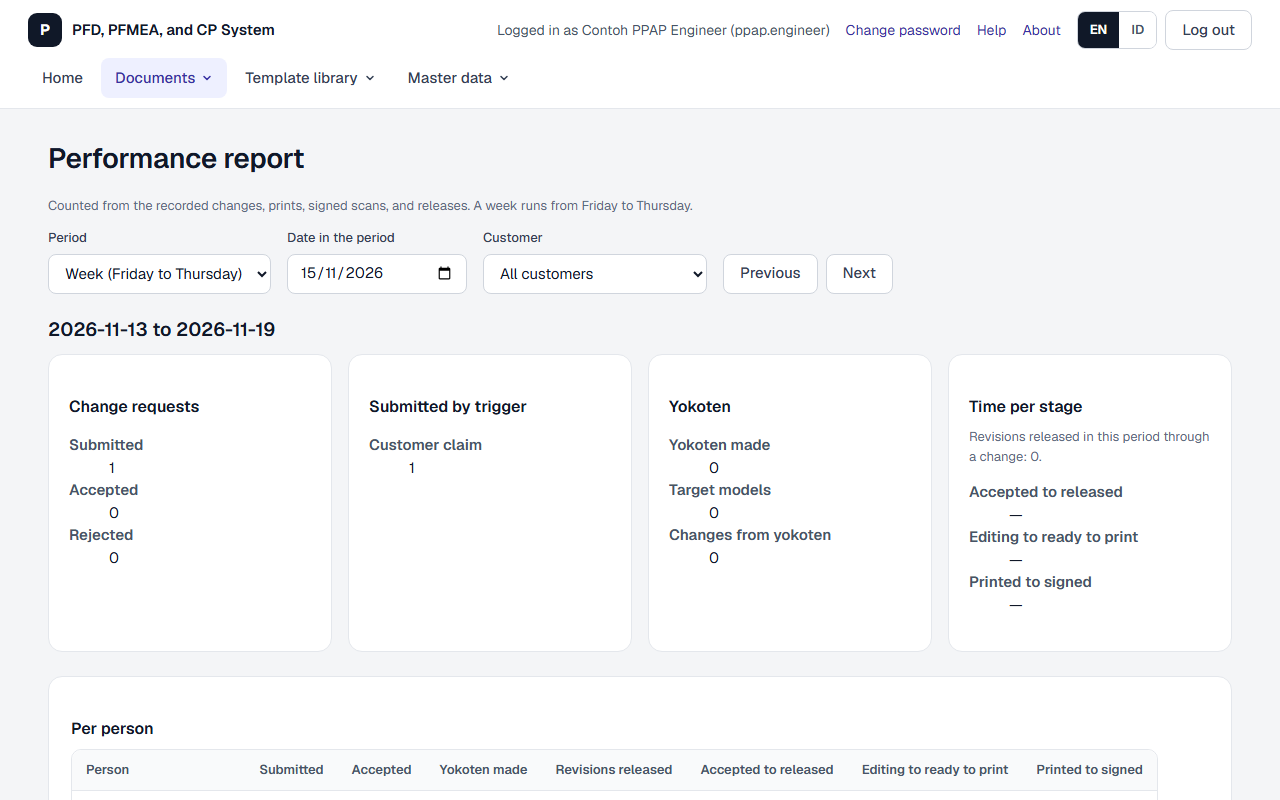 P PFD, PFMEA, and CP System Logged in as Contoh PPAP Engineer (ppap.engineer) Change password Help About EN ID Log out
Home Documents Template library Master data
Performance report
Counted from the recorded changes, prints, signed scans, and releases. A week runs from Friday to Thursday.
Period Date in the period Customer
Week (Friday to Thursday) 15/11/2026 All customers Previous Next
2026-11-13 to 2026-11-19
Change requests
Submitted
1
Accepted
0
Rejected
0
Submitted by trigger
Customer claim
1
Yokoten
Yokoten made
0
Target models
0
Changes from yokoten
0
Time per stage
Revisions released in this period through
a change: 0.
Accepted to released
—
Editing to ready to print
—
Printed to signed
—
Per person
Person Submitted Accepted Yokoten made Revisions released Accepted to released Editing to ready to print Printed to signed